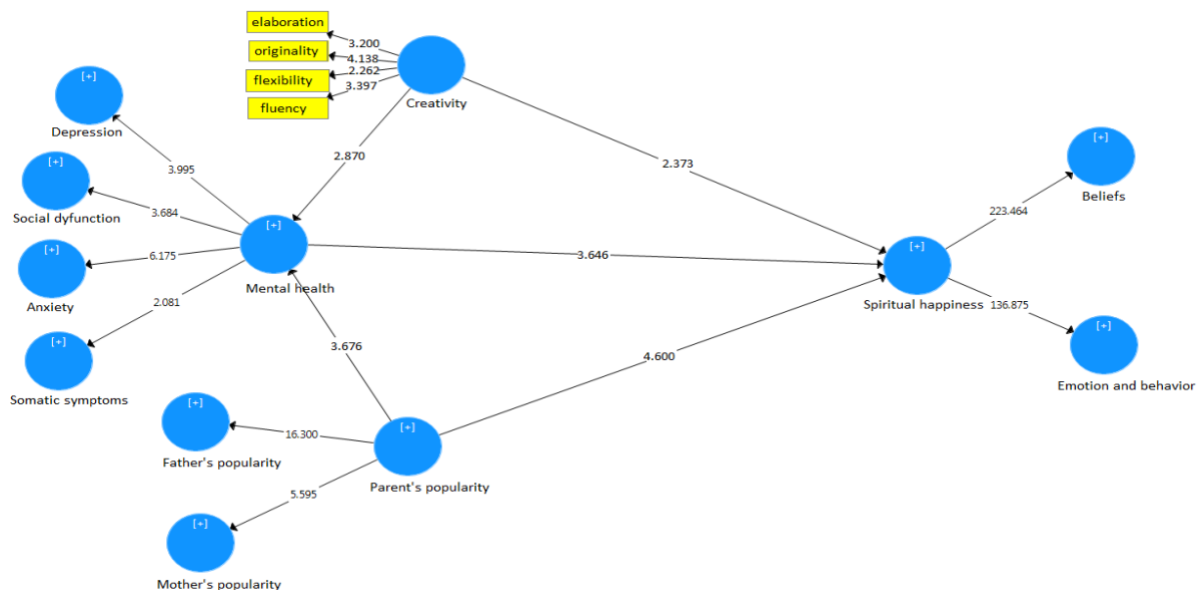 elaboration
3.200
originality
4.138
flexibility
2.262
fluency
3.397
Creativity
[+]
Depression
3.995
2.870
2.373
[+]
Beliefs
[+]
Social dyfunction
3.684
223.464
[+]
Mental health
[+]
Anxiety
6.175
3.646
[+]
Spiritual happiness
2.081
136.875
[+]
Somatic symptoms
3.676
4.600
[+]
Emotion and behavior
[+]
Father's popularity
16.300
[+]
Parent's popularity
5.595
[+]
Mother's popularity